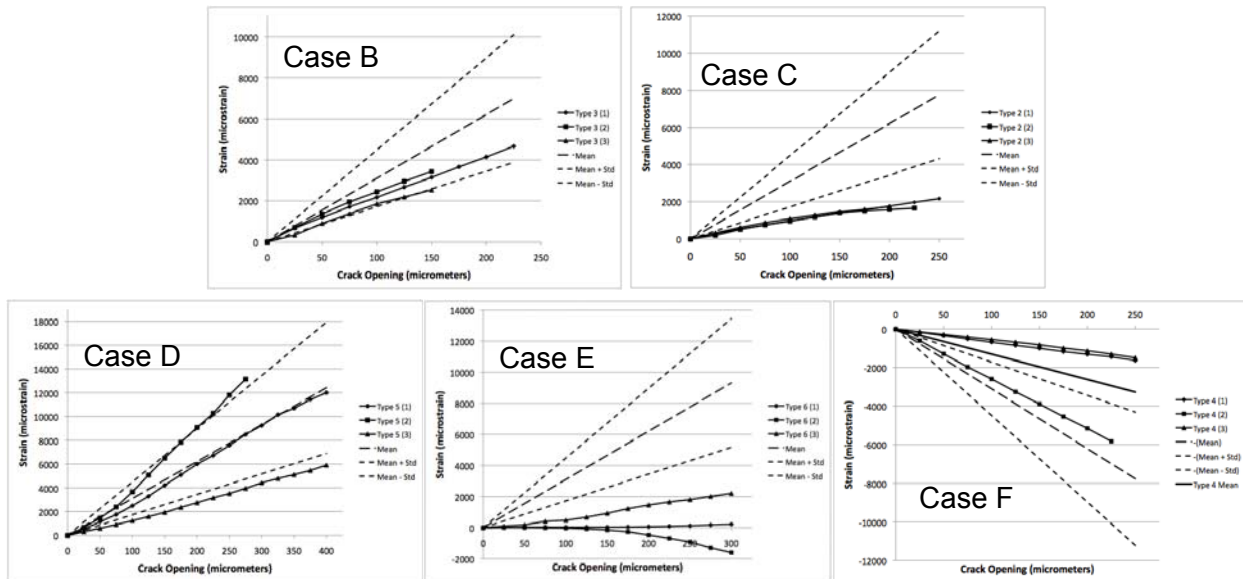 Case B
Strain (microstrain)
10000
8000
6000
4000
2000
0
0 50 100 150 200 250
Crack Opening (micrometers)
Type 3 (1)
Type 3 (2)
Type 3 (3)
Mean
Mean + Std
Mean - Std
Case C
Strain (microstrain)
12000
10000
8000
6000
4000
2000
0
0 50 100 150 200 250
Crack Opening (micrometers)
Type 2 (1)
Type 2 (2)
Type 2 (3)
Mean
Mean + Std
Mean - Std
Case D
Strain (microstrain)
18000
16000
14000
12000
10000
8000
6000
4000
2000
0
0 50 100 150 200 250 300 350 400
Crack Opening (micrometers)
Type 5 (1)
Type 5 (2)
Type 5 (3)
Mean
Mean + Std
Mean - Std
Case E
Strain (microstrain)
14000
12000
10000
8000
6000
4000
2000
0
-2000
0 50 100 150 200 250 300
Crack Opening (micrometers)
Type 6 (1)
Type 6 (2)
Type 6 (3)
Mean
Mean + Std
Mean - Std
Crack Opening (micrometers)
0 50 100 150 200 250
Case F
Strain (microstrain)
0
-2000
-4000
-6000
-8000
-10000
-12000
Type 4 (1)
Type 4 (2)
Type 4 (3)
-(Mean)
-(Mean + Std)
-(Mean - Std)
Type 4 Mean